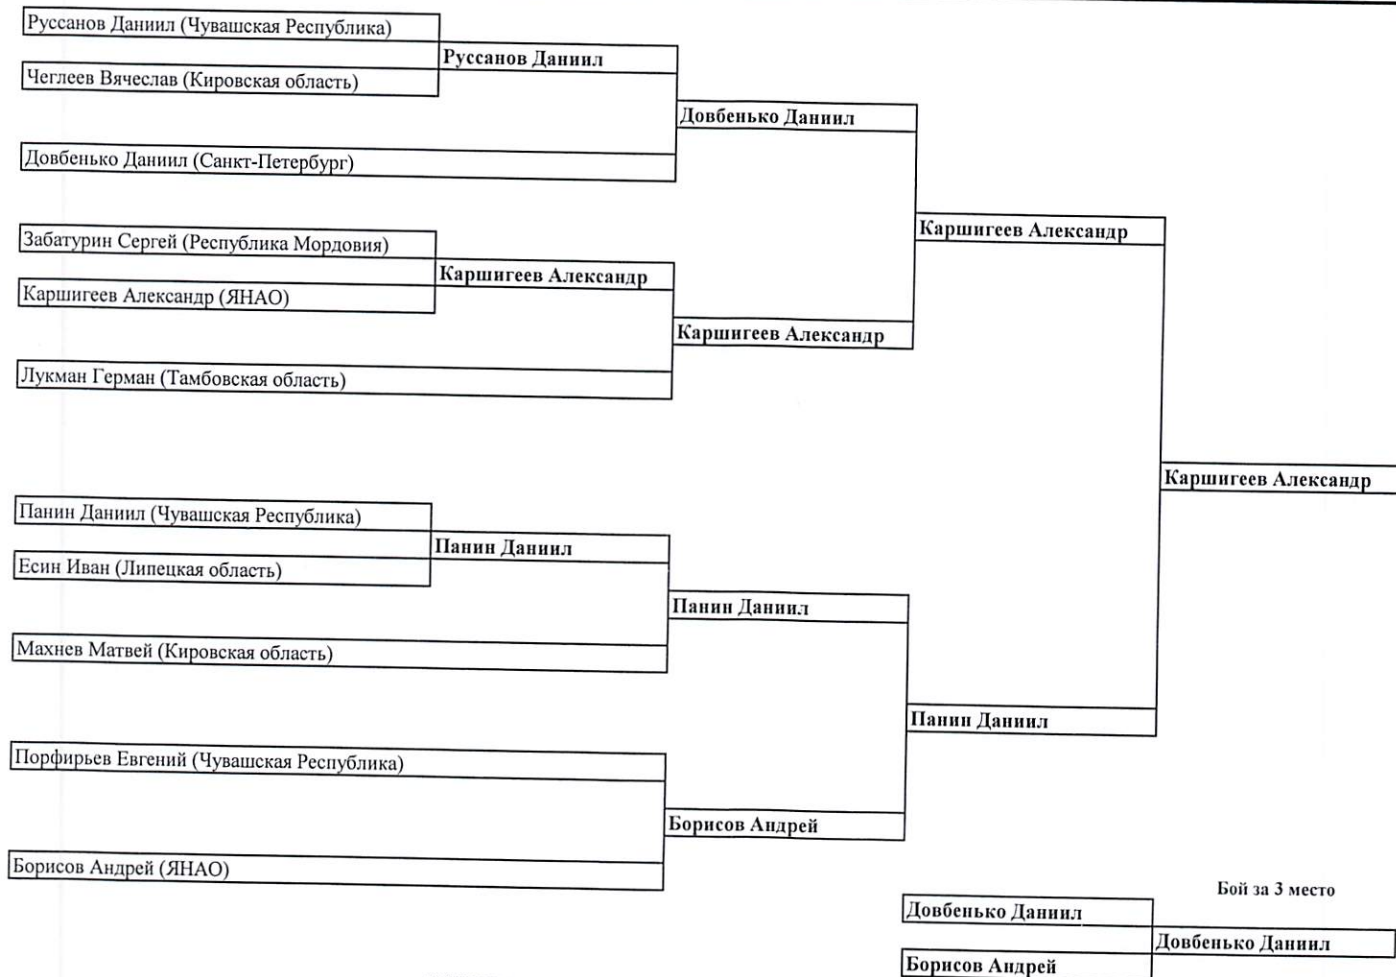 Руссанов Даниил (Чувашская Республика)
Руссанов Даниил
Чеглеев Вячеслав (Кировская область)
Довбенько Даниил
Довбенько Даниил (Санкт-Петербург)
Каршигеев Александр
Забатурин Сергей (Республика Мордовия)
Каршигеев Александр
Каршигеев Александр (ЯНАО)
Каршигеев Александр
Лукман Герман (Тамбовская область)
Каршигеев Александр
Панин Даниил (Чувашская Республика)
Панин Даниил
Есин Иван (Липецкая область)
Панин Даниил
Махнев Матвей (Кировская область)
Панин Даниил
Порфирьев Евгений (Чувашская Республика)
Борисов Андрей
Борисов Андрей (ЯНАО)
Бой за 3 место
Довбенько Даниил
Довбенько Даниил
Борисов Андрей